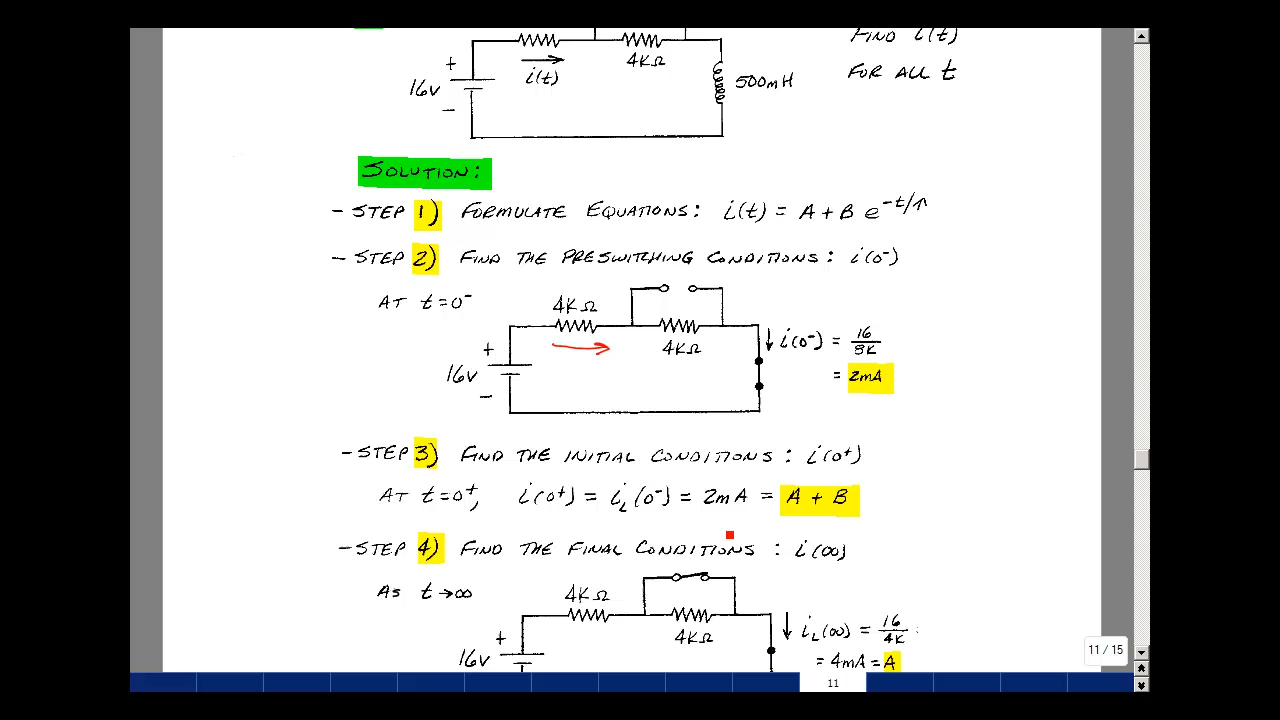 FIND i(t)
4KΩ
+
i(t)
16V
500mH
FOR ALL t
−
SOLUTION:
- STEP 1) FORMULATE EQUATIONS: i(t) = A + B e^-t/τ
- STEP 2) FIND THE PRESWITCHING CONDITIONS: i(0⁻)
AT t=0⁻
4KΩ
+
4KΩ
↓ i(0⁻) = 16/8K
16V
= 2mA
−
- STEP 3) FIND THE INITIAL CONDITIONS: i(0⁺)
AT t=0⁺, i(0⁺) = i_L(0⁻) = 2mA = A + B
- STEP 4) FIND THE FINAL CONDITIONS: i(∞)
AS t→∞
4KΩ
+
4KΩ
↓ i_L(∞) = 16/4K
16V
= 4mA = A
11 / 15
11